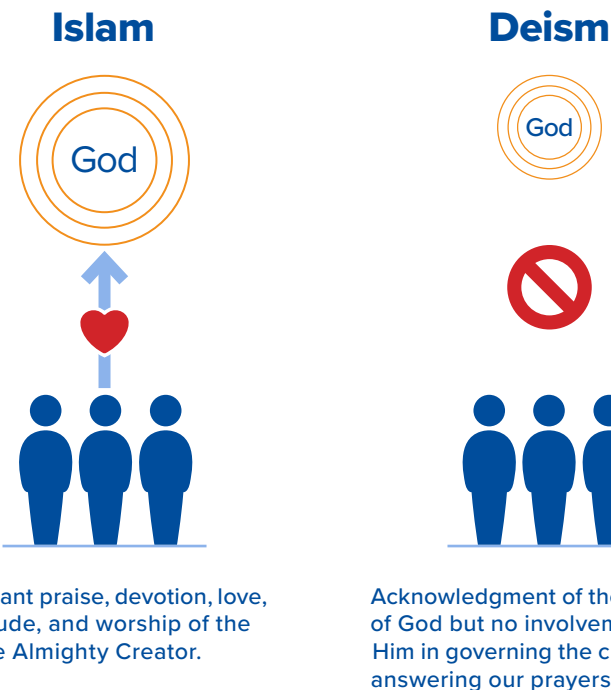 Islam
God
ant praise, devotion, love,
ude, and worship of the
e Almighty Creator.
Deism
God
Acknowledgment of the
of God but no involvem
Him in governing the c
answering our prayers